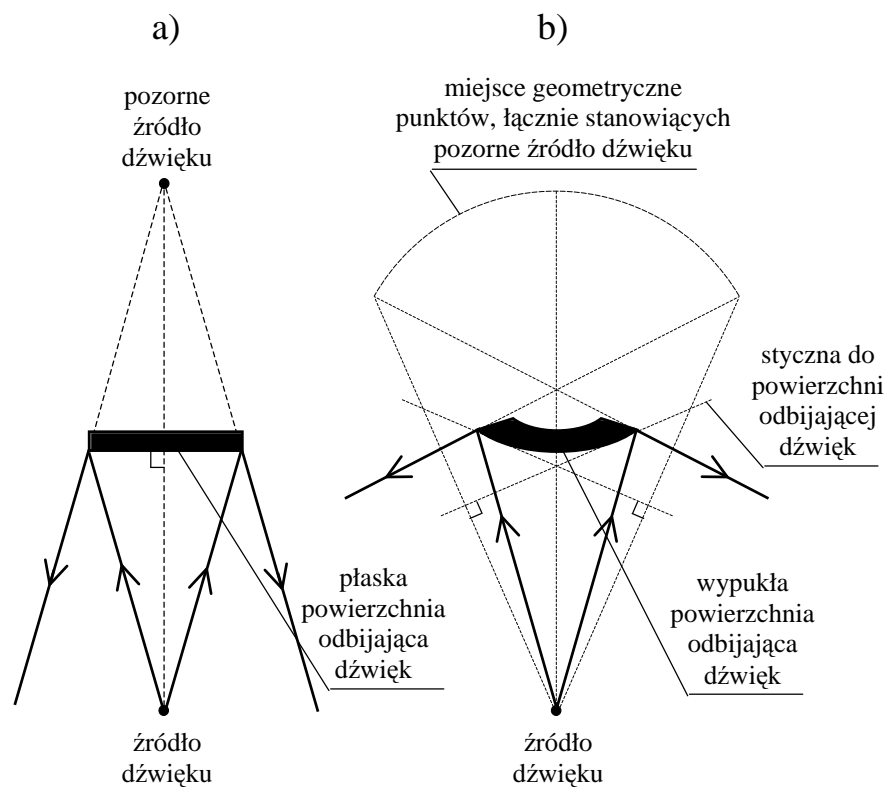 a)
pozorne
źródło
dźwięku
płaska
powierzchnia
odbijająca
dźwięk
źródło
dźwięku
b)
miejsce geometryczne
punktów, łącznie stanowiących
pozorne źródło dźwięku
styczna do
powierzchni
odbijającej
dźwięk
wypukła
powierzchnia
odbijająca
dźwięk
źródło
dźwięku